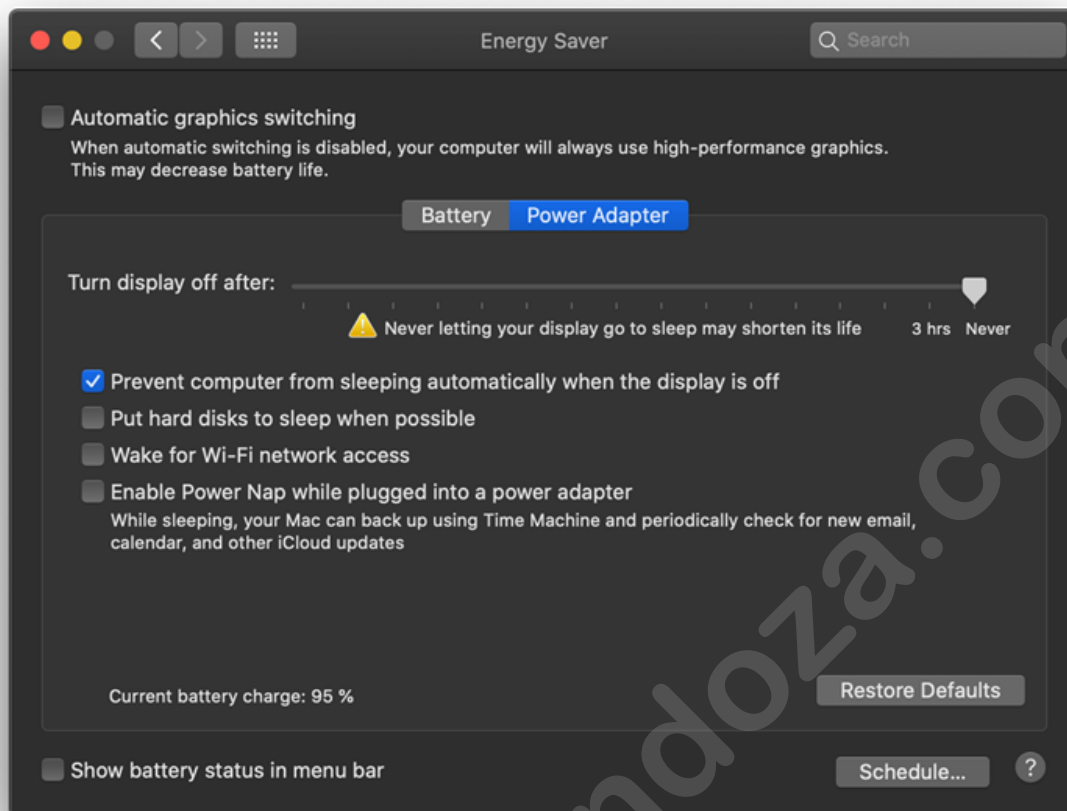 Energy Saver
Search
Automatic graphics switching
When automatic switching is disabled, your computer will always use high-performance graphics.
This may decrease battery life.
Battery Power Adapter
Turn display off after:
Never letting your display go to sleep may shorten its life 3 hrs Never
Prevent computer from sleeping automatically when the display is off
Put hard disks to sleep when possible
Wake for Wi-Fi network access
Enable Power Nap while plugged into a power adapter
While sleeping, your Mac can back up using Time Machine and periodically check for new email,
calendar, and other iCloud updates
Current battery charge: 95 %
Restore Defaults
Show battery status in menu bar
Schedule... ?